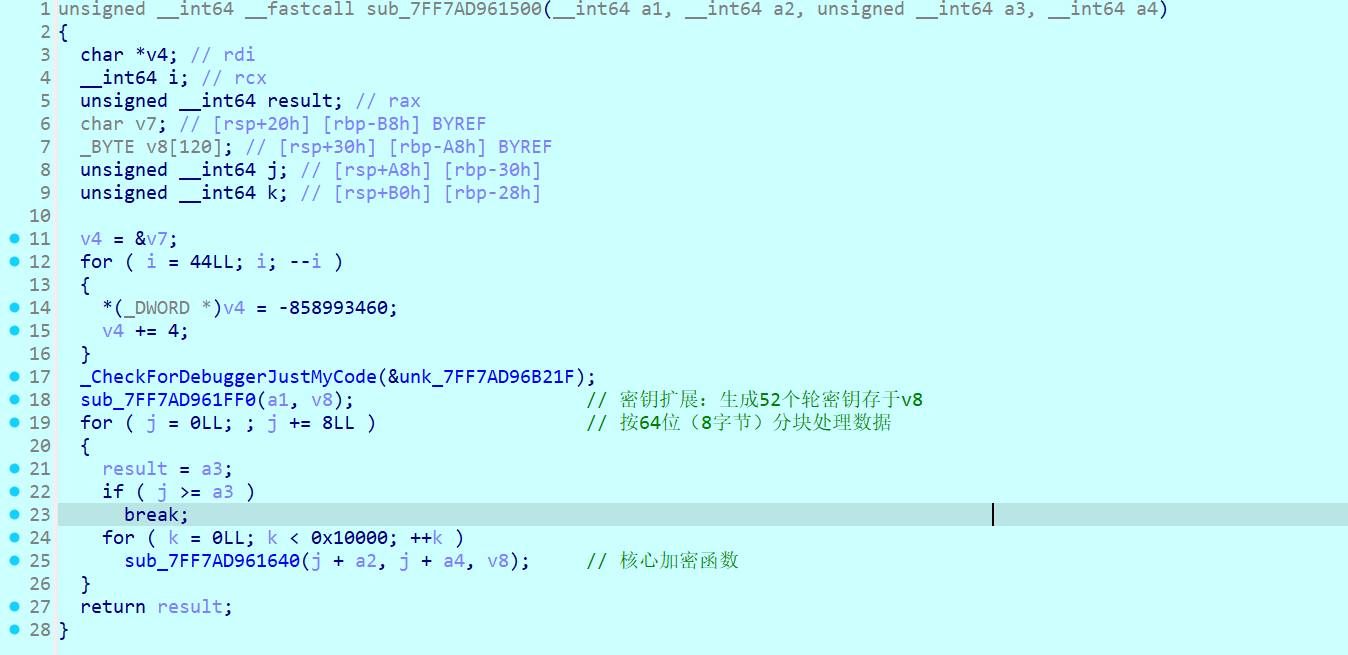 1 unsigned __int64 __fastcall sub_7FF7AD961500(__int64 a1, __int64 a2, unsigned __int64 a3, __int64 a4)
2 {
3   char *v4; // rdi
4   __int64 i; // rcx
5   unsigned __int64 result; // rax
6   char v7; // [rsp+20h] [rbp-B8h] BYREF
7   _BYTE v8[120]; // [rsp+30h] [rbp-A8h] BYREF
8   unsigned __int64 j; // [rsp+A8h] [rbp-30h]
9   unsigned __int64 k; // [rsp+B0h] [rbp-28h]
10
11   v4 = &v7;
12   for ( i = 44LL; i; --i )
13   {
14     *(_DWORD *)v4 = -858993460;
15     v4 += 4;
16   }
17   _CheckForDebuggerJustMyCode(&unk_7FF7AD96B21F);
18   sub_7FF7AD961FF0(a1, v8); // 密钥扩展：生成52个轮密钥存于v8
19   for ( j = 0LL; ; j += 8LL ) // 按64位（8字节）分块处理数据
20   {
21     result = a3;
22     if ( j >= a3 )
23       break;
24     for ( k = 0LL; k < 0x10000; ++k )
25       sub_7FF7AD961640(j + a2, j + a4, v8); // 核心加密函数
26   }
27   return result;
28 }